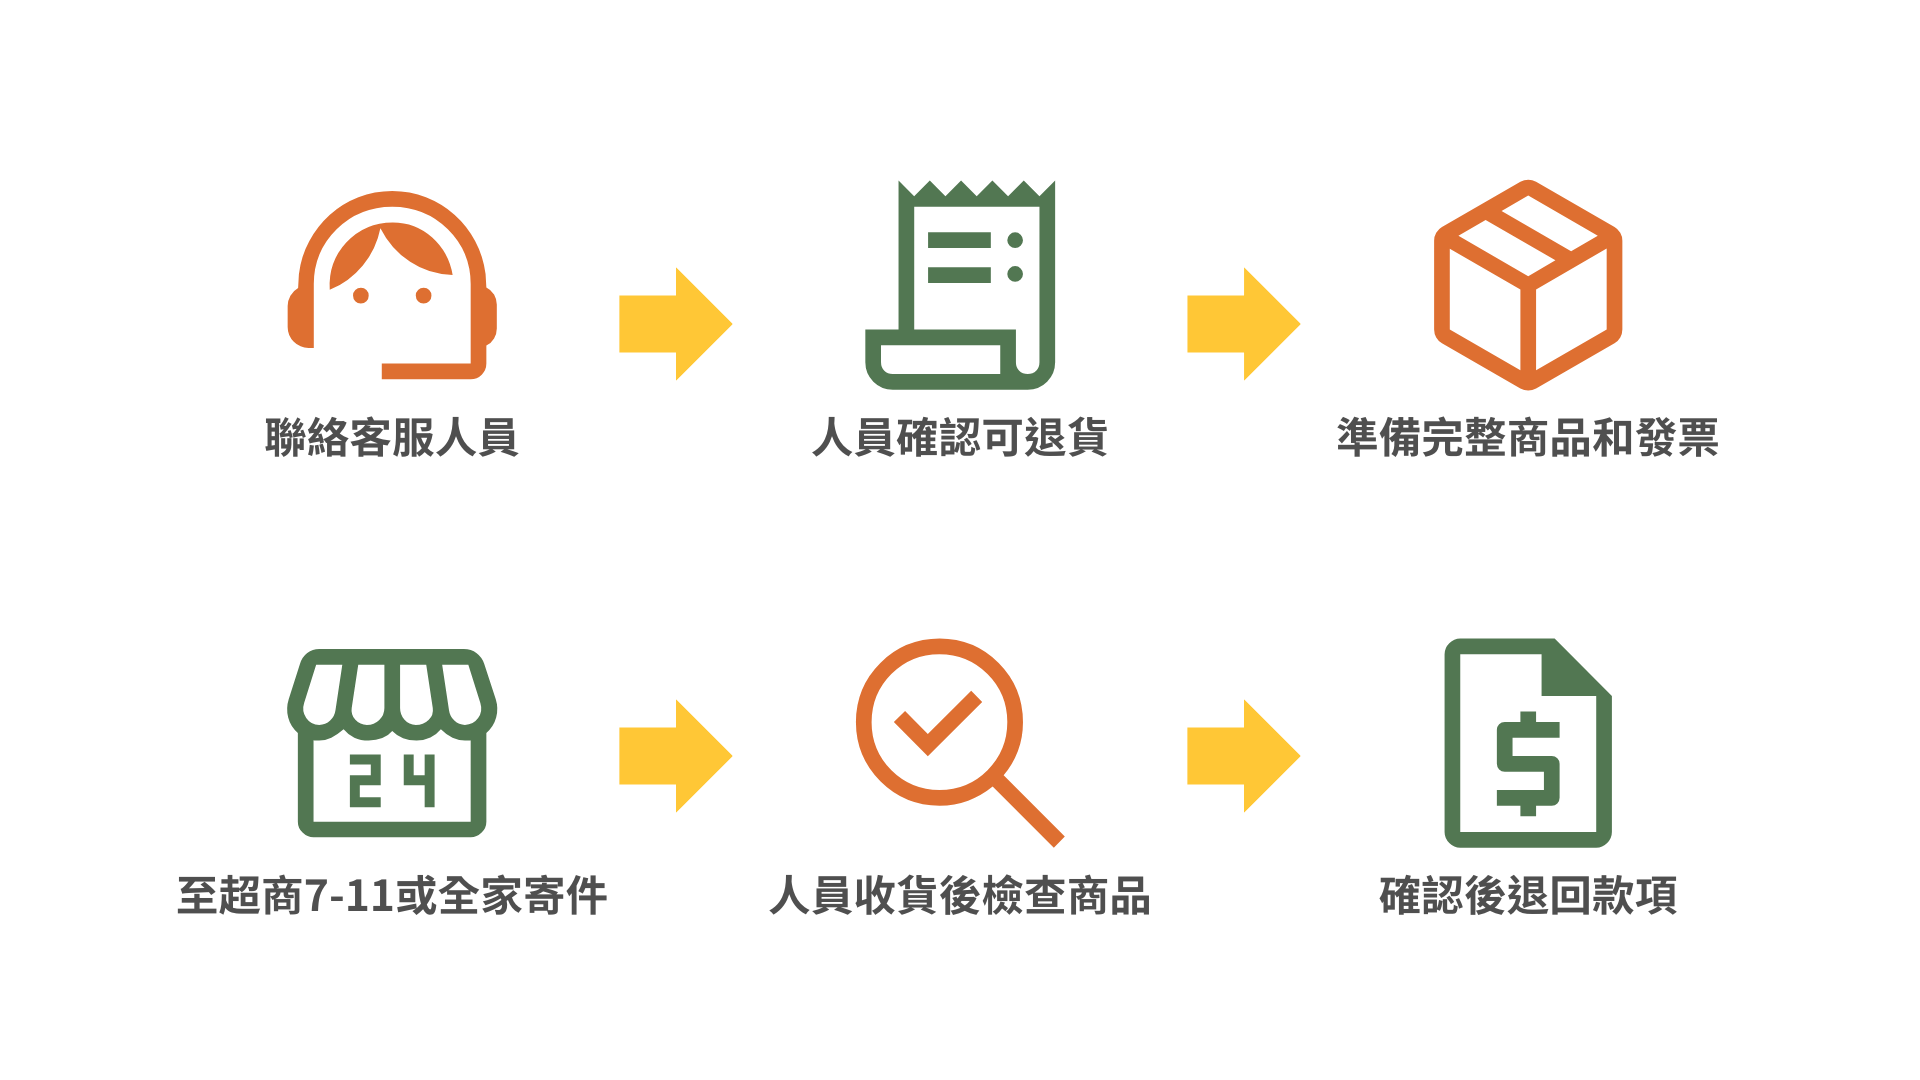 聯絡客服人員
人員確認可退貨
準備完整商品和發票
24
至超商7-11或全家寄件
人員收貨後檢查商品
$
確認後退回款項